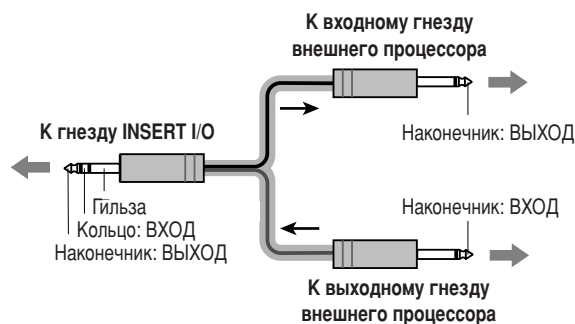 К входному гнезду
внешнего процессора
Наконечник: ВЫХОД
К гнезду INSERT I/O
Гильза
Кольцо: ВХОД
Наконечник: ВЫХОД
Наконечник: ВХОД
К выходному гнезду
внешнего процессора